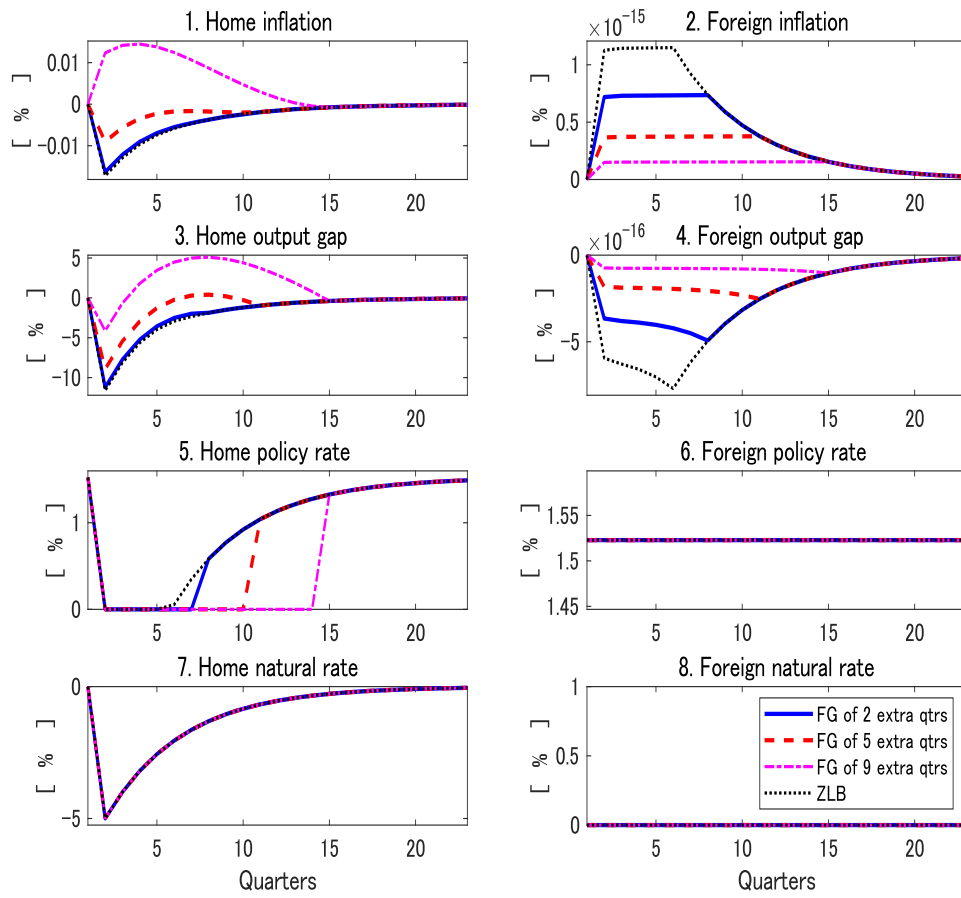 1. Home inflation
0.01
0
-0.01
[ % ]
5 10 15 20
2. Foreign inflation
×10⁻¹⁵
1
0.5
0
[ % ]
5 10 15 20
3. Home output gap
5
0
-5
-10
[ % ]
5 10 15 20
4. Foreign output gap
×10⁻¹⁶
0
-5
[ % ]
5 10 15 20
5. Home policy rate
1
0
[ % ]
5 10 15 20
6. Foreign policy rate
1.55
1.5
1.45
[ % ]
5 10 15 20
7. Home natural rate
0
-5
[ % ]
5 10 15 20
Quarters
8. Foreign natural rate
1
0.5
0
[ % ]
FG of 2 extra qtrs
FG of 5 extra qtrs
FG of 9 extra qtrs
ZLB
5 10 15 20
Quarters